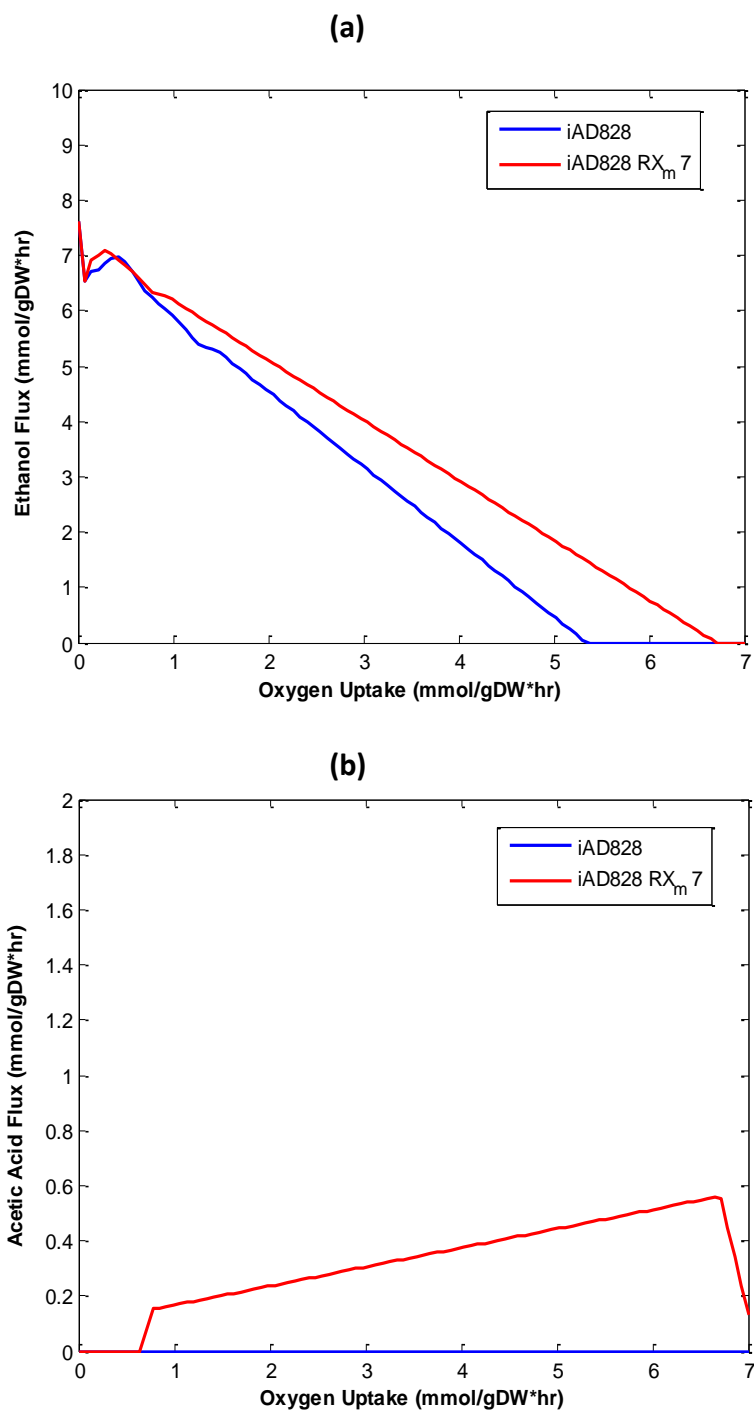 (a)
10
9
8
7
6
5
4
3
2
1
0
Ethanol Flux (mmol/gDW*hr)
iAD828
iAD828 RXm 7
0 1 2 3 4 5 6 7
Oxygen Uptake (mmol/gDW*hr)
(b)
2
1.8
1.6
1.4
1.2
1
0.8
0.6
0.4
0.2
0
Acetic Acid Flux (mmol/gDW*hr)
iAD828
iAD828 RXm 7
0 1 2 3 4 5 6 7
Oxygen Uptake (mmol/gDW*hr)